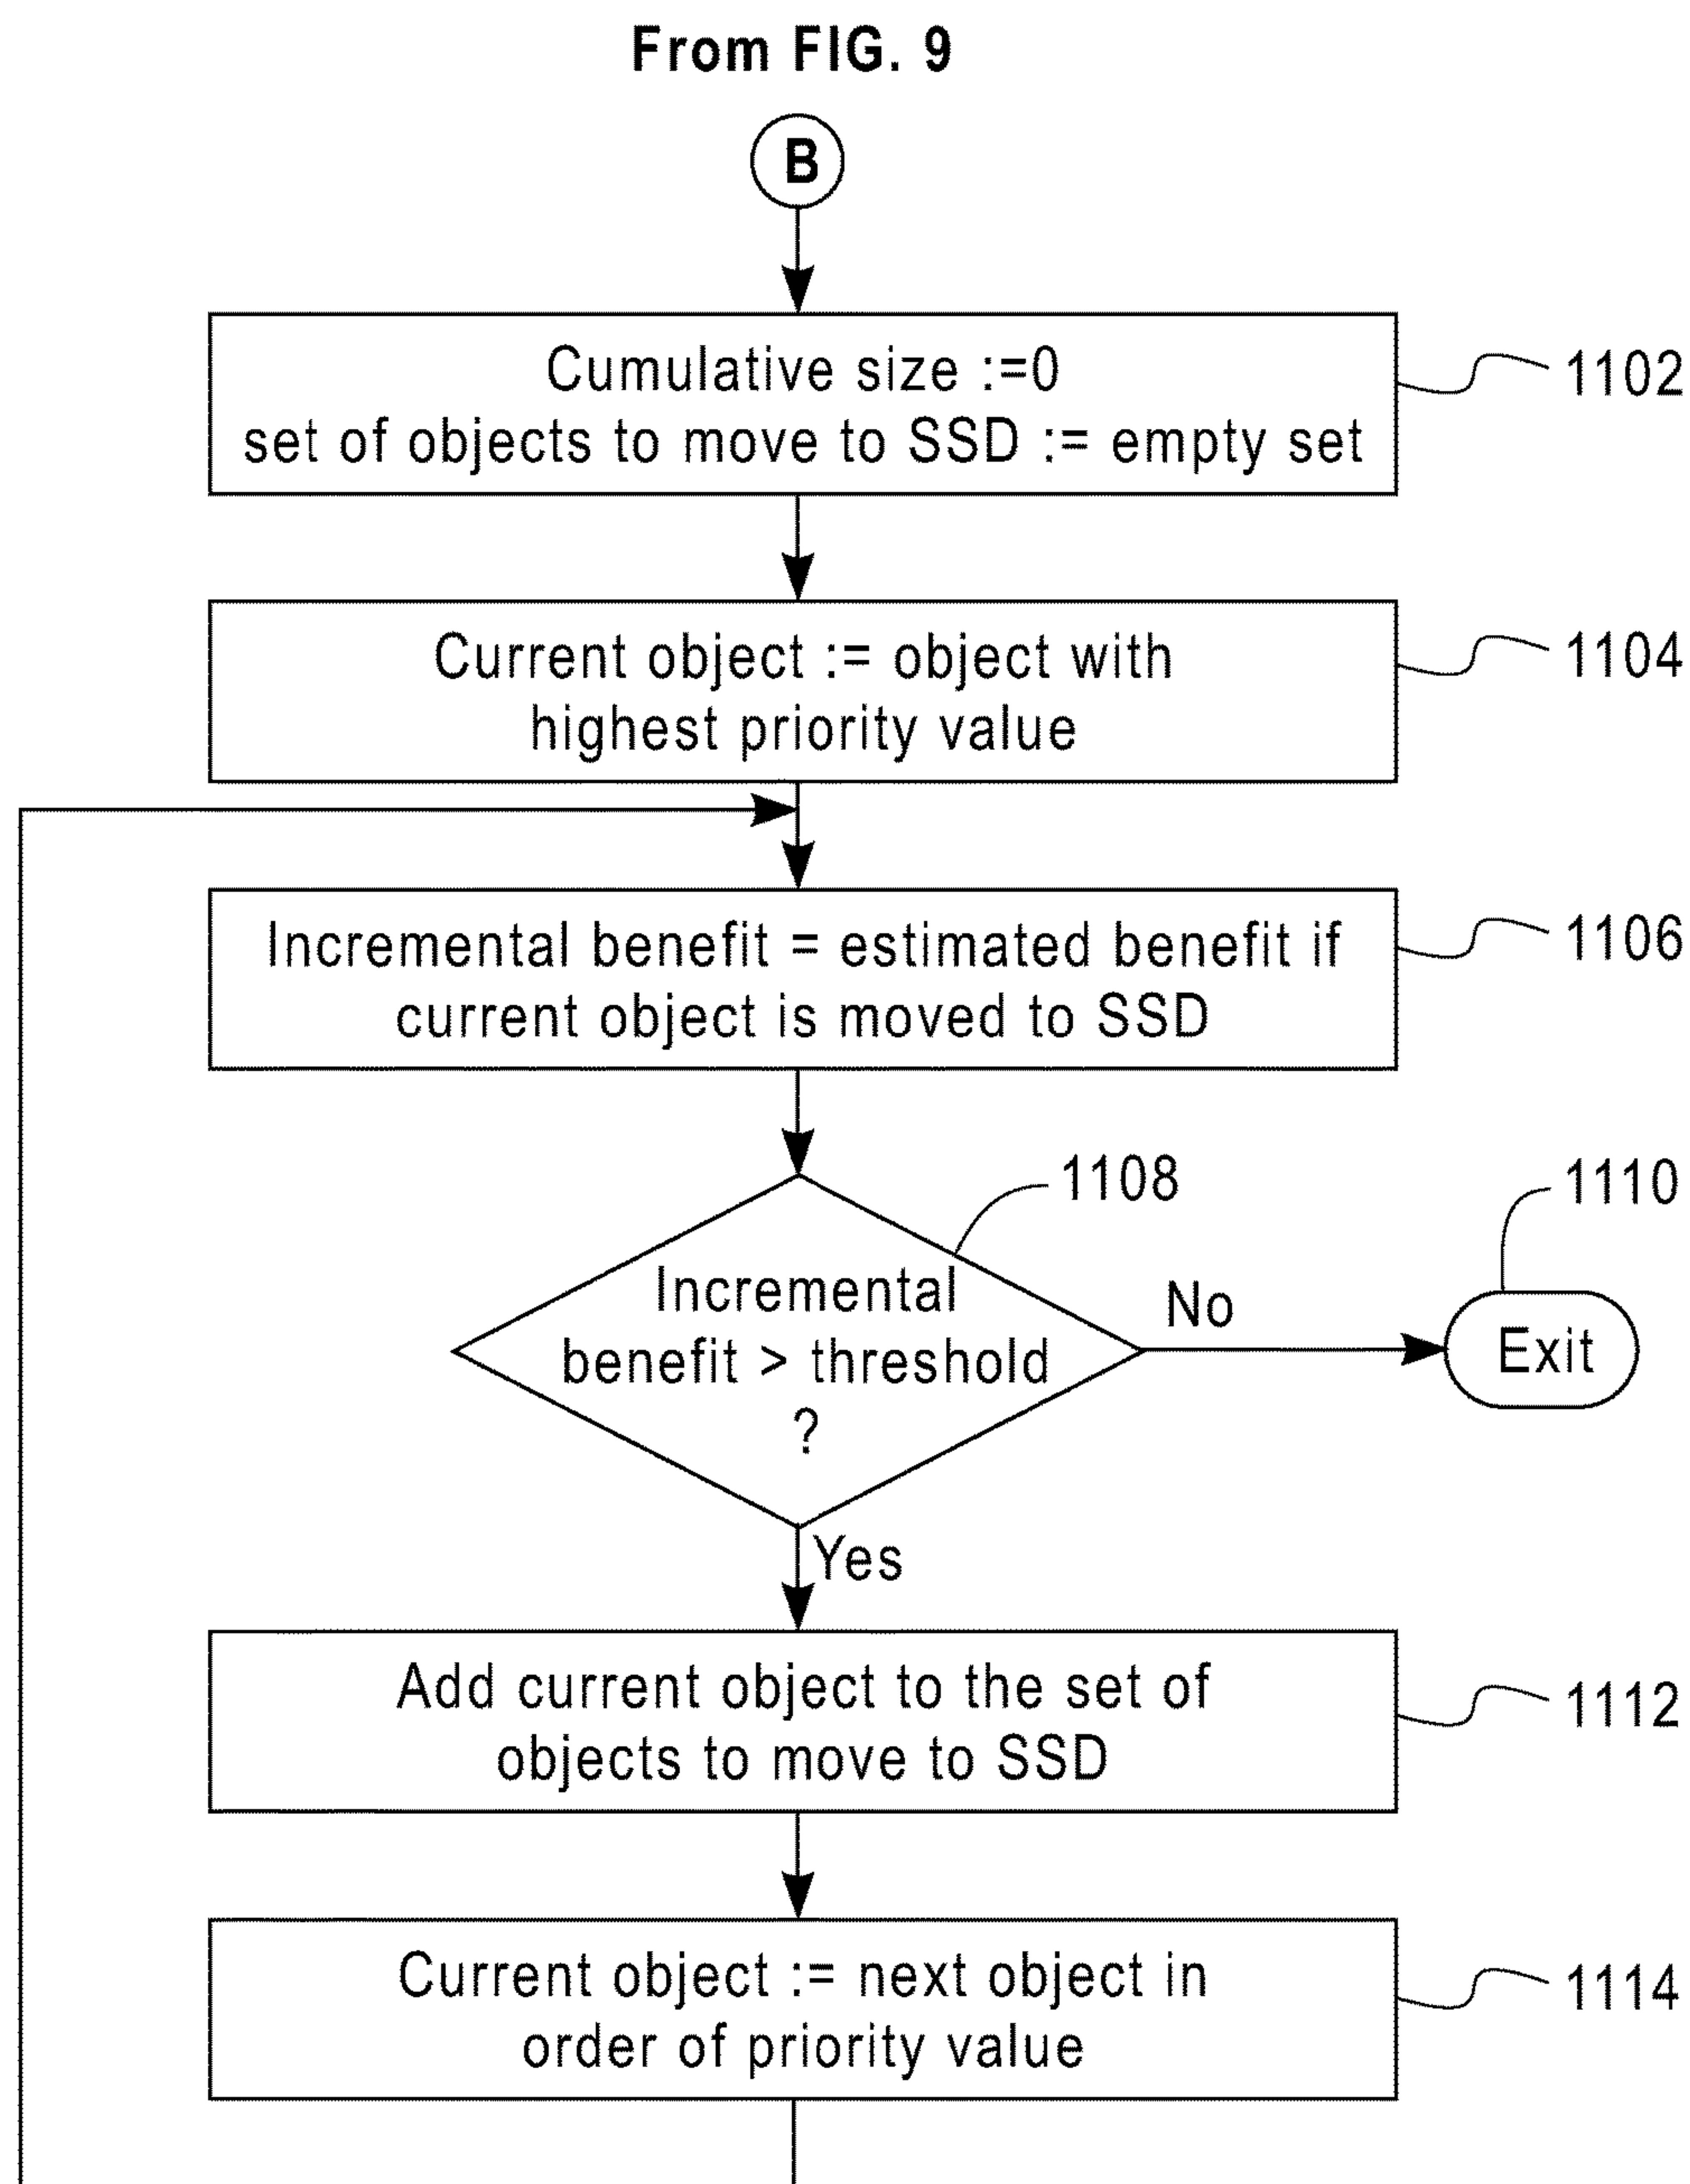 From FIG. 9
B
Cumulative size :=0
set of objects to move to SSD := empty set
1102
Current object := object with
highest priority value
1104
Incremental benefit = estimated benefit if
current object is moved to SSD
1106
1108
1110
Incremental
benefit > threshold
?
No
Exit
Yes
Add current object to the set of
objects to move to SSD
1112
Current object := next object in
order of priority value
1114